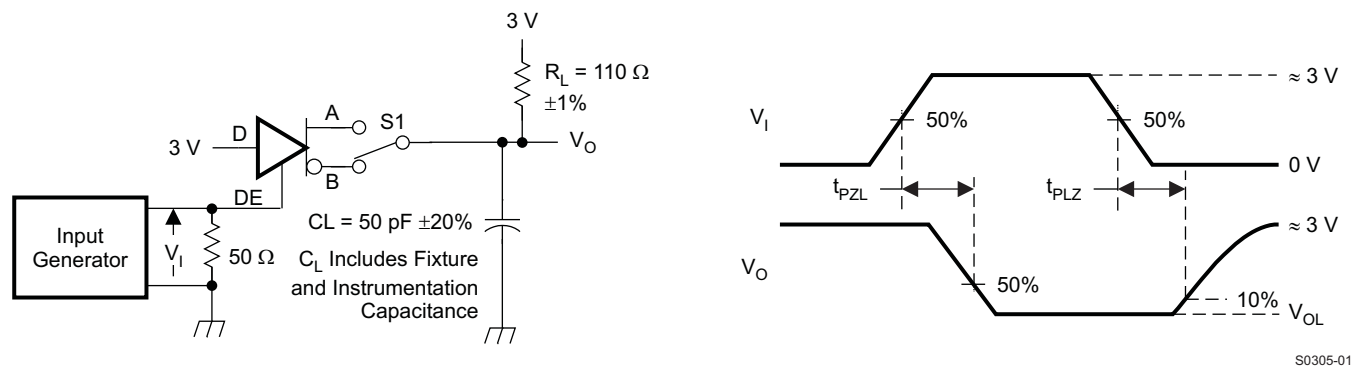 3 V
R_L = 110 Ω
±1%
A
S1
D
3 V
V_O
B
DE
Input
Generator
V_I
50 Ω
CL = 50 pF ±20%
C_L Includes Fixture
and Instrumentation
Capacitance
≈ 3 V
V_I
50%
50%
0 V
t_PZL
t_PLZ
≈ 3 V
V_O
50%
10%
V_OL
S0305-01